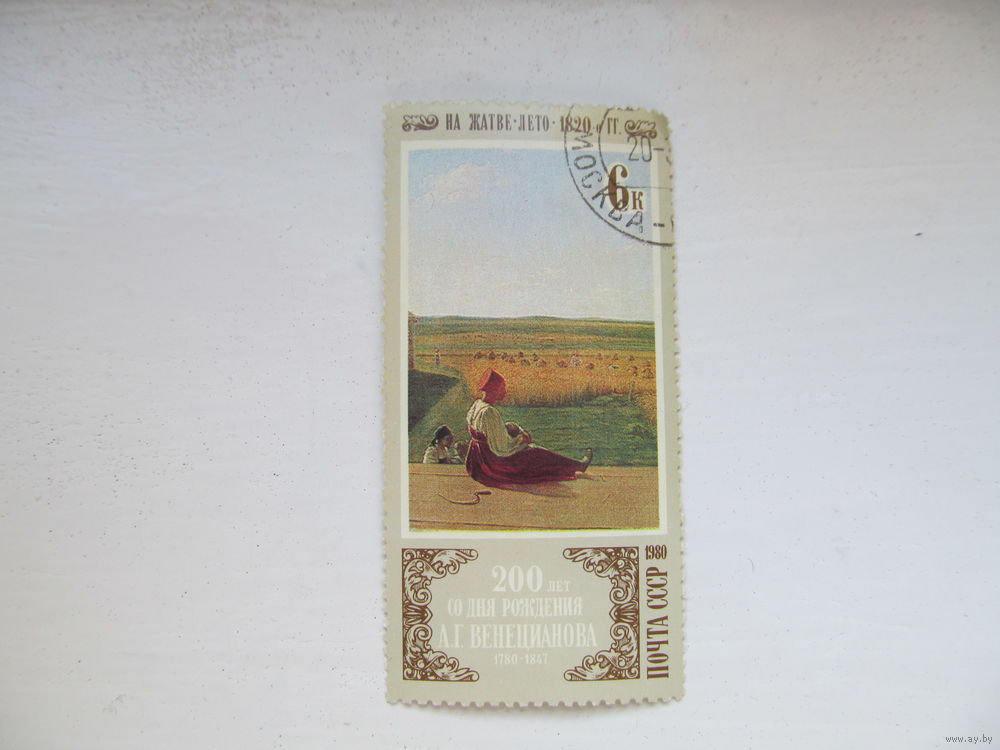 НА ЖАТВЕ·ЛЕТО·1820 е ГГ.
20-
МОСКВА
6К
200 ЛЕТ
СО ДНЯ РОЖДЕНИЯ
А.Г. ВЕНЕЦИАНОВА
1780-1847
ПОЧТА СССР 1980
www.ay.by